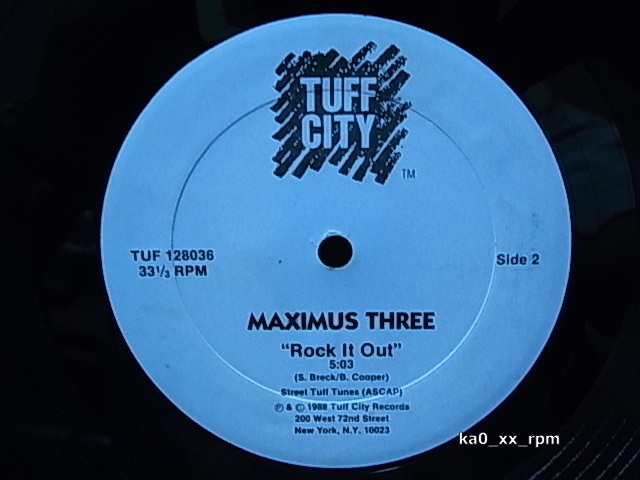 TUFF
CITY
TM
TUF 128036
33⅓ RPM
Side 2
MAXIMUS THREE
"Rock It Out"
5:03
(S. Breck/B. Cooper)
Street Tuff Tunes (ASCAP)
Ⓟ & © 1988 Tuff City Records
200 West 72nd Street
New York, N.Y. 10023
ka0_xx_rpm